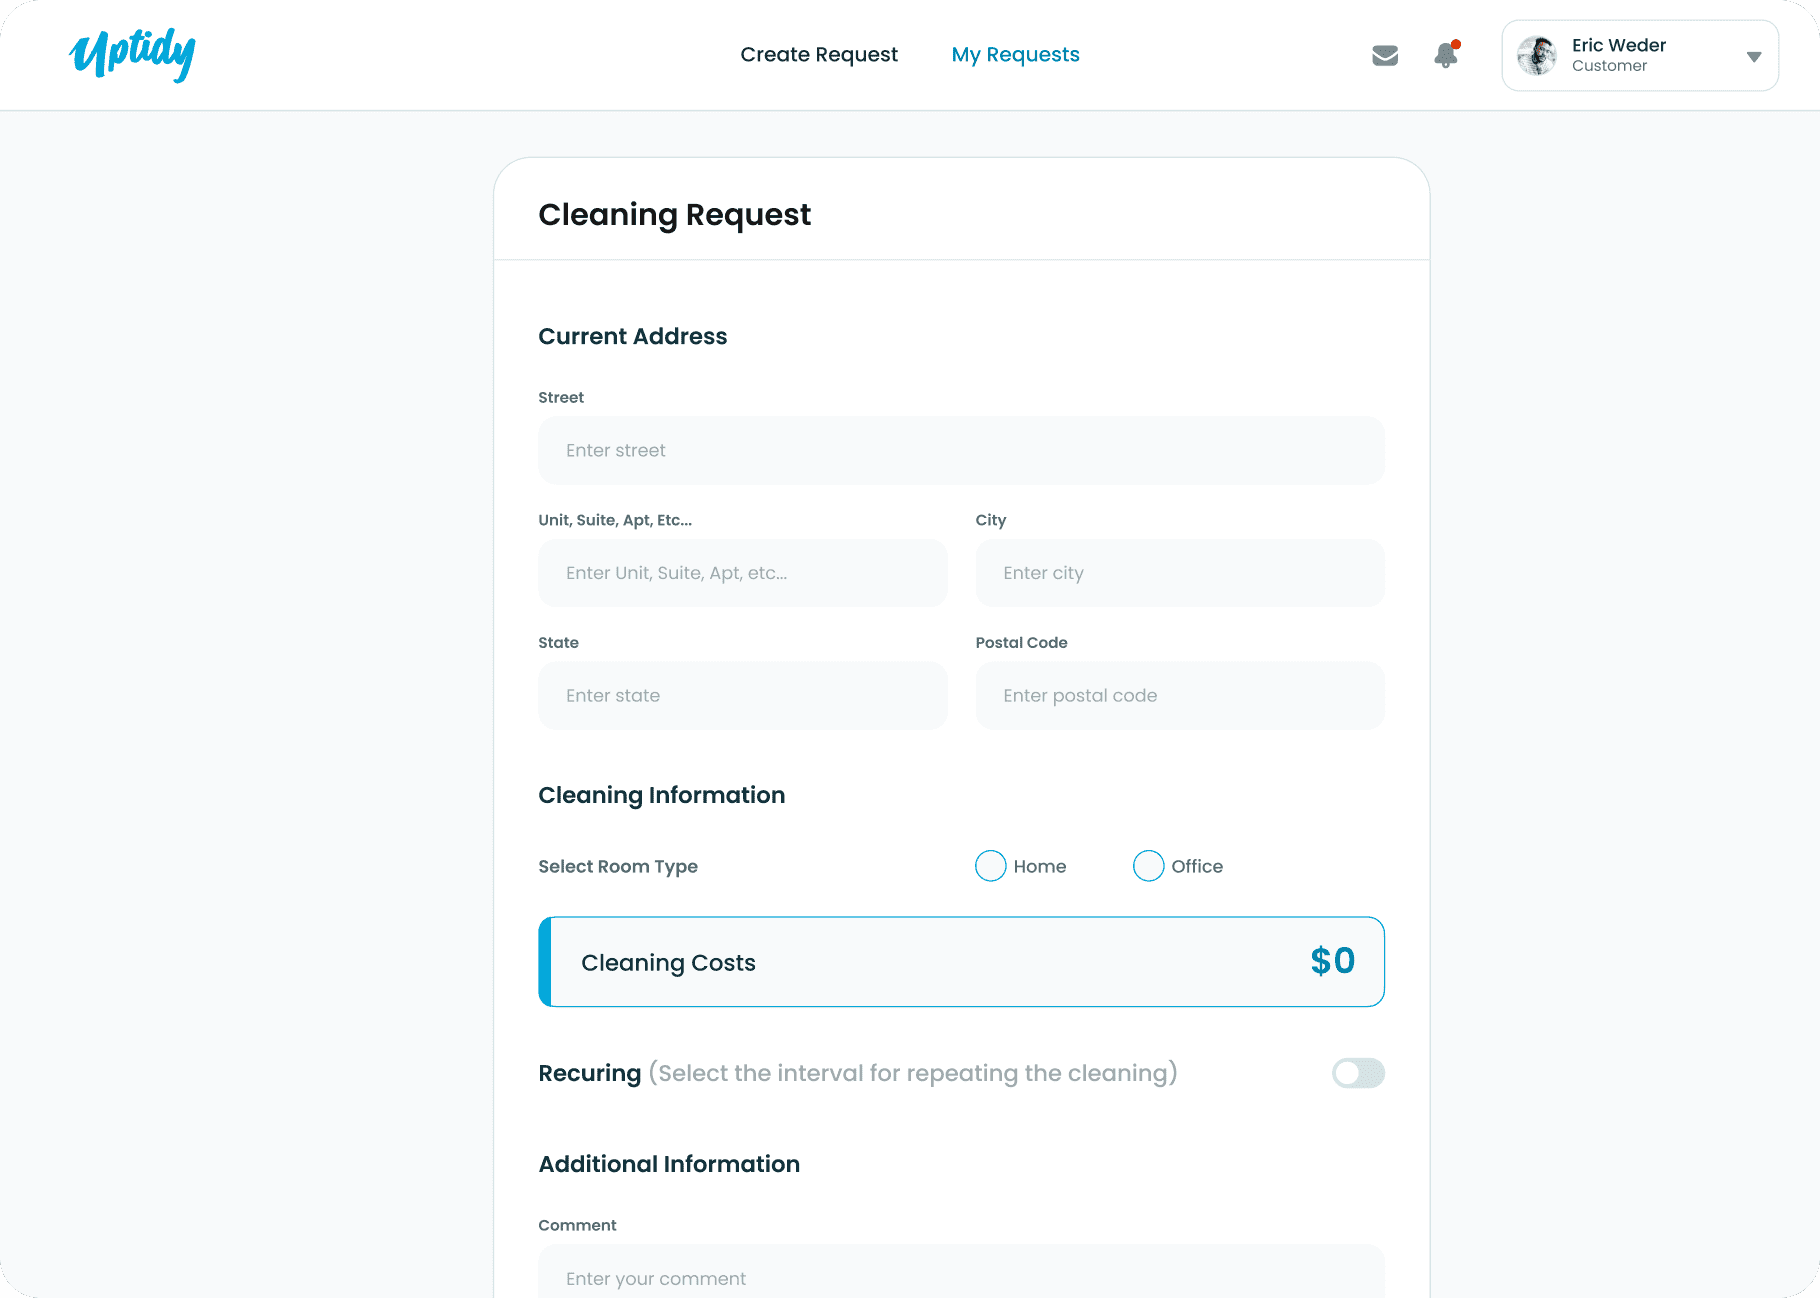 Uptidy
Create Request
My Requests
Eric Weder
Customer
Cleaning Request
Current Address
Street
Enter street
Unit, Suite, Apt, Etc...
City
Enter Unit, Suite, Apt, etc...
Enter city
State
Postal Code
Enter state
Enter postal code
Cleaning Information
Select Room Type
Home
Office
Cleaning Costs
$0
Recuring (Select the interval for repeating the cleaning)
Additional Information
Comment
Enter your comment